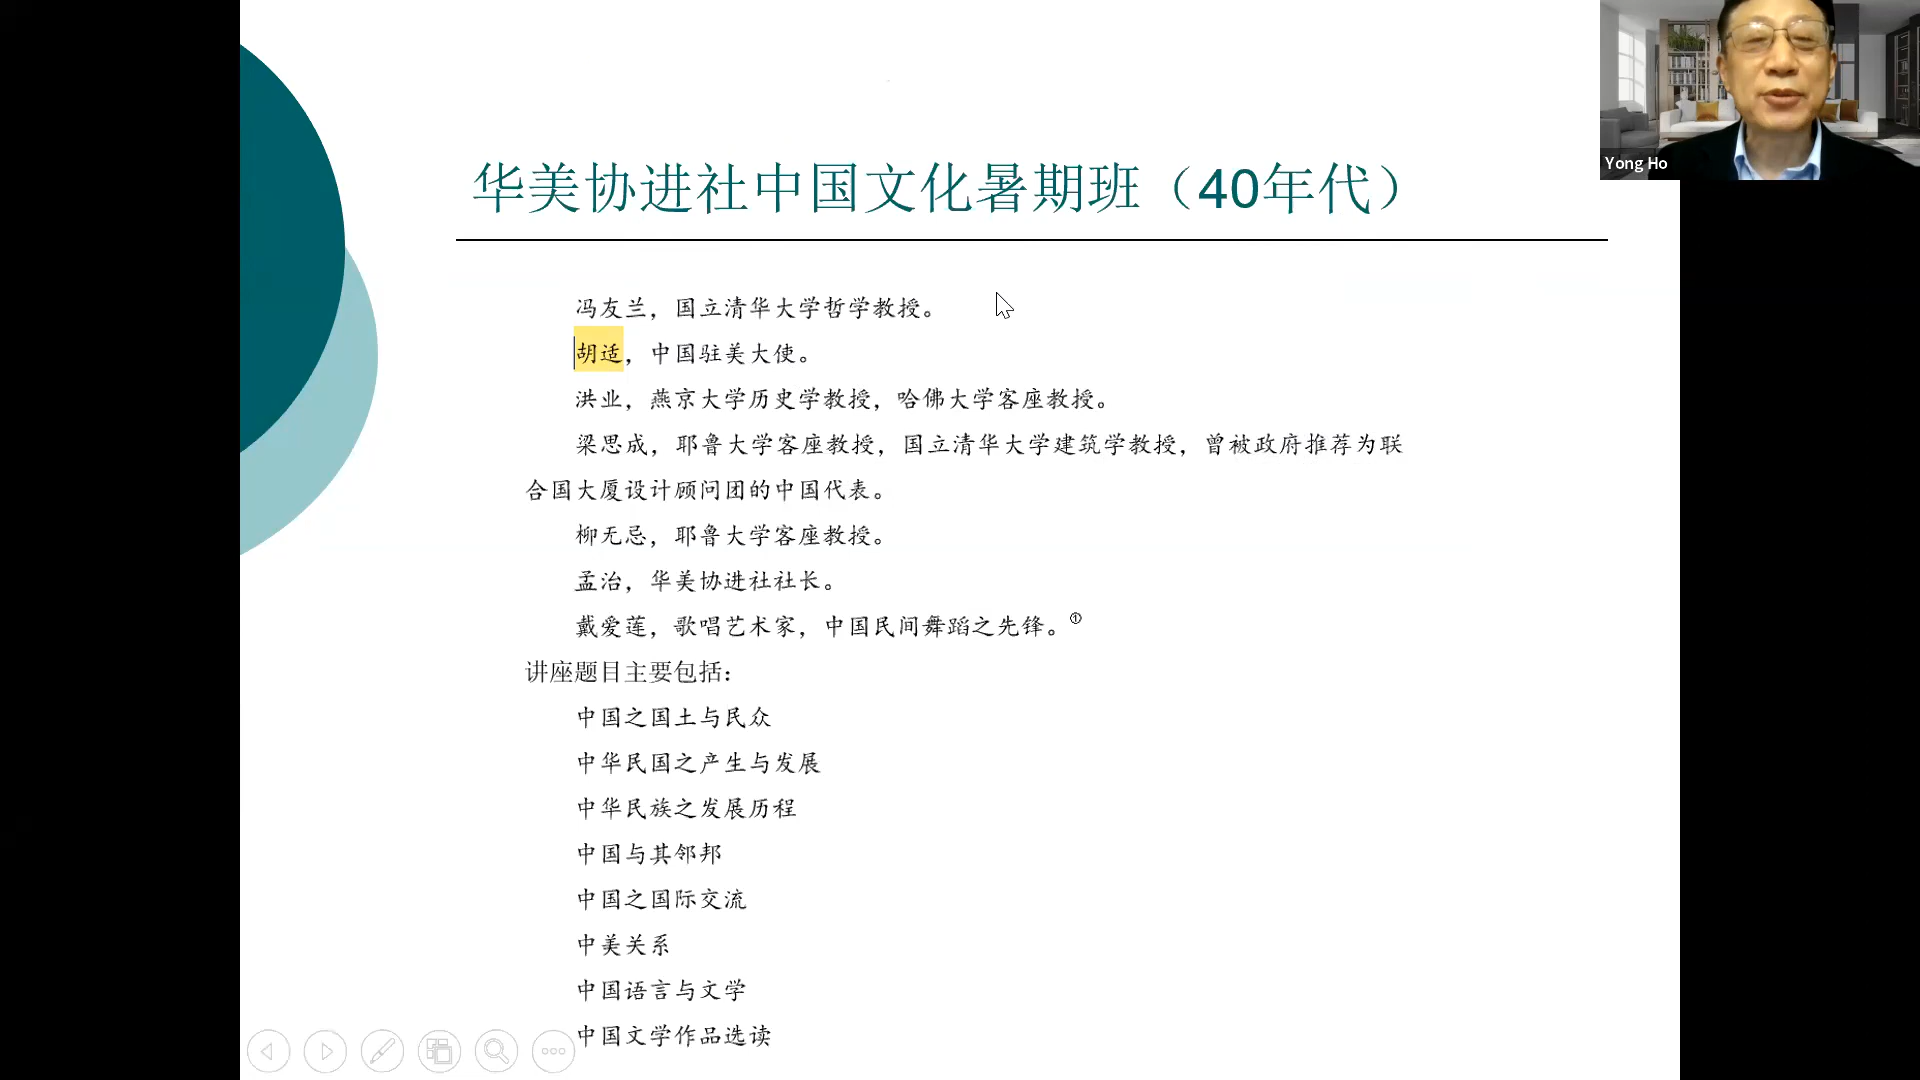 华美协进社中国文化暑期班（40年代）
Yong Ho
冯友兰，国立清华大学哲学教授。
胡适，中国驻美大使。
洪业，燕京大学历史学教授，哈佛大学客座教授。
梁思成，耶鲁大学客座教授，国立清华大学建筑学教授，曾被政府推荐为联
合国大厦设计顾问团的中国代表。
柳无忌，耶鲁大学客座教授。
孟治，华美协进社社长。
戴爱莲，歌唱艺术家，中国民间舞蹈之先锋。①
讲座题目主要包括：
中国之国土与民众
中华民国之产生与发展
中华民族之发展历程
中国与其邻邦
中国之国际交流
中美关系
中国语言与文学
中国文学作品选读